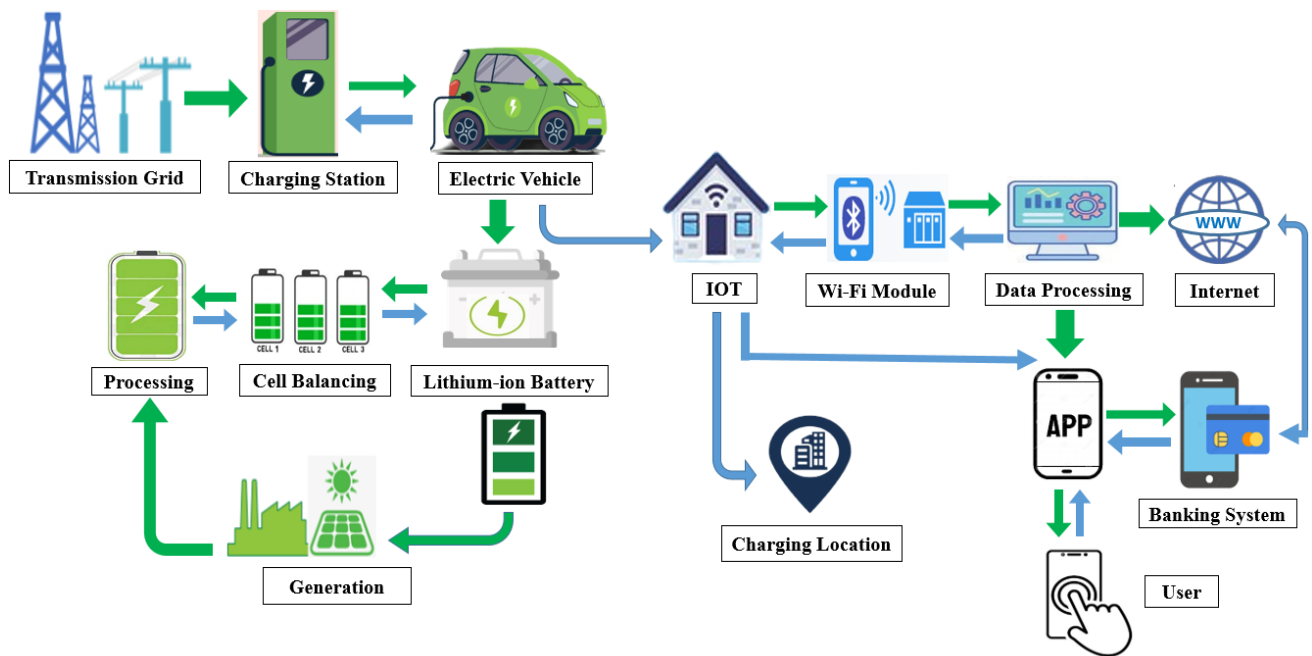 Transmission Grid
Charging Station
Electric Vehicle
WWW
IOT
Wi-Fi Module
Data Processing
Internet
CELL 1
CELL 2
CELL 3
Processing
Cell Balancing
Lithium-ion Battery
APP
Banking System
Charging Location
Generation
User